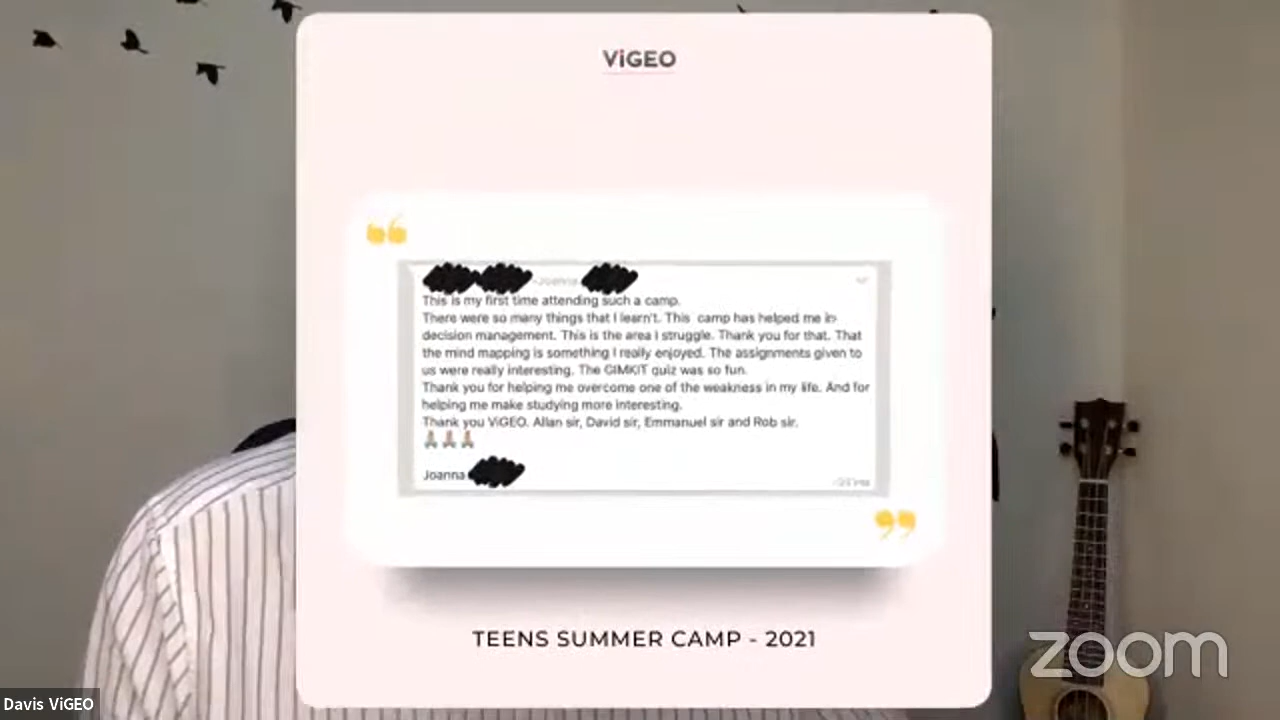 ViGEO
~Joanna
This is my first time attending such a camp.
There were so many things that I learn't. This camp has helped me in
decision management. This is the area I struggle. Thank you for that. That
the mind mapping is something I really enjoyed. The assignments given to
us were really interesting. The GIMKIT quiz was so fun.
Thank you for helping me overcome one of the weakness in my life. And for
helping me make studying more interesting.
Thank you ViGEO. Allan sir, David sir, Emmanuel sir and Rob sir.
Joanna
TEENS SUMMER CAMP - 2021
zoom
Davis ViGEO